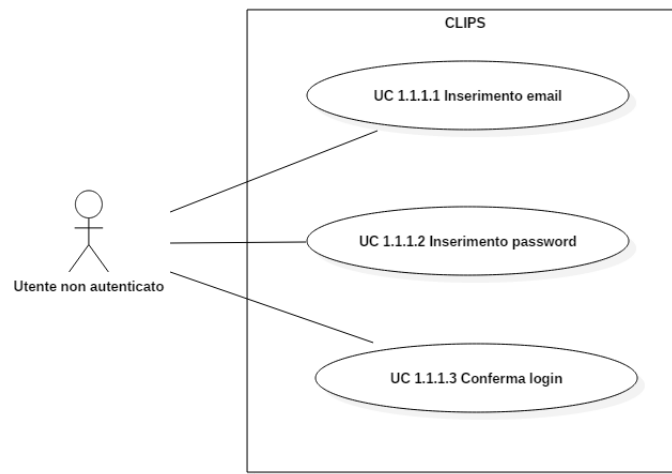 CLIPS
UC 1.1.1.1 Inserimento email
UC 1.1.1.2 Inserimento password
Utente non autenticato
UC 1.1.1.3 Conferma login